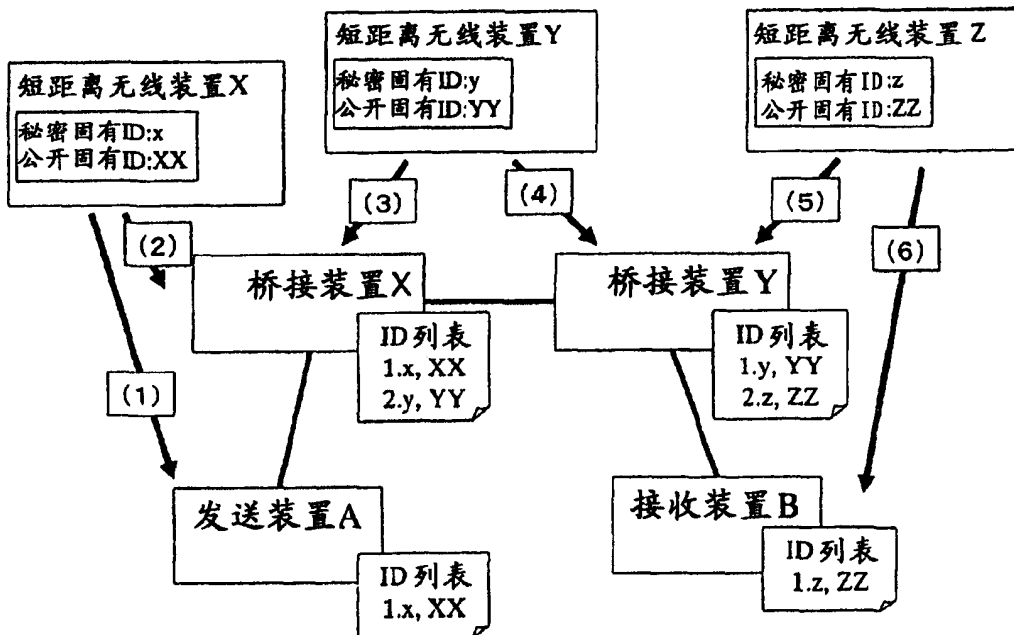 短距离无线装置X
秘密固有ID:x
公开固有ID:XX
短距离无线装置Y
秘密固有ID:y
公开固有ID:YY
短距离无线装置Z
秘密固有ID:z
公开固有ID:ZZ
(1)
(2)
(3)
(4)
(5)
(6)
桥接装置X
ID列表
1.x, XX
2.y, YY
桥接装置Y
ID列表
1.y, YY
2.z, ZZ
发送装置A
ID列表
1.x, XX
接收装置B
ID列表
1.z, ZZ